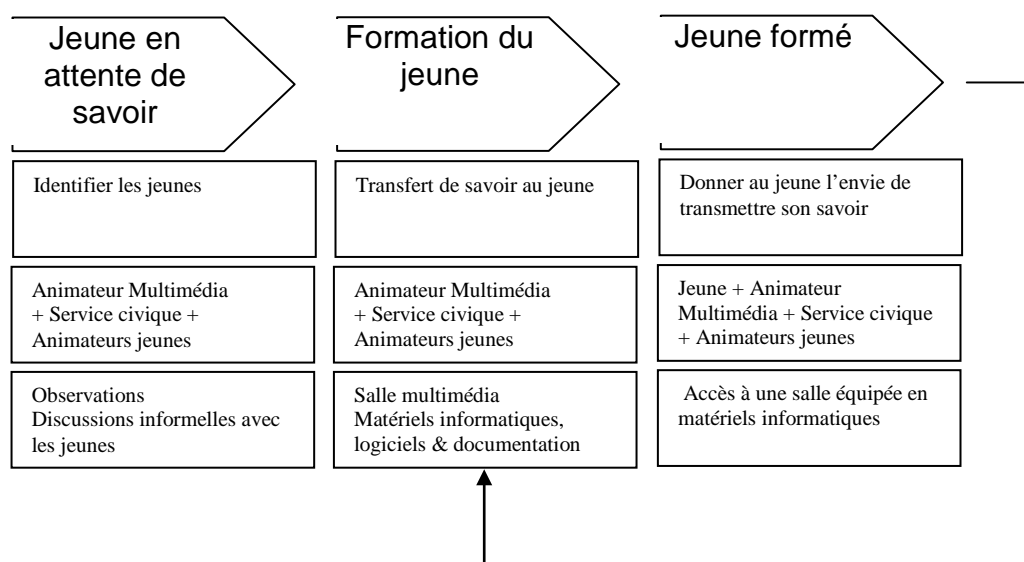 Jeune en
attente de
savoir
Formation du
jeune
Jeune formé
Identifier les jeunes
Transfert de savoir au jeune
Donner au jeune l’envie de
transmettre son savoir
Animateur Multimédia
+ Service civique +
Animateurs jeunes
Animateur Multimédia
+ Service civique +
Animateurs jeunes
Jeune + Animateur
Multimédia + Service civique
+ Animateurs jeunes
Observations
Discussions informelles avec
les jeunes
Salle multimédia
Matériels informatiques,
logiciels & documentation
Accès à une salle équipée en
matériels informatiques